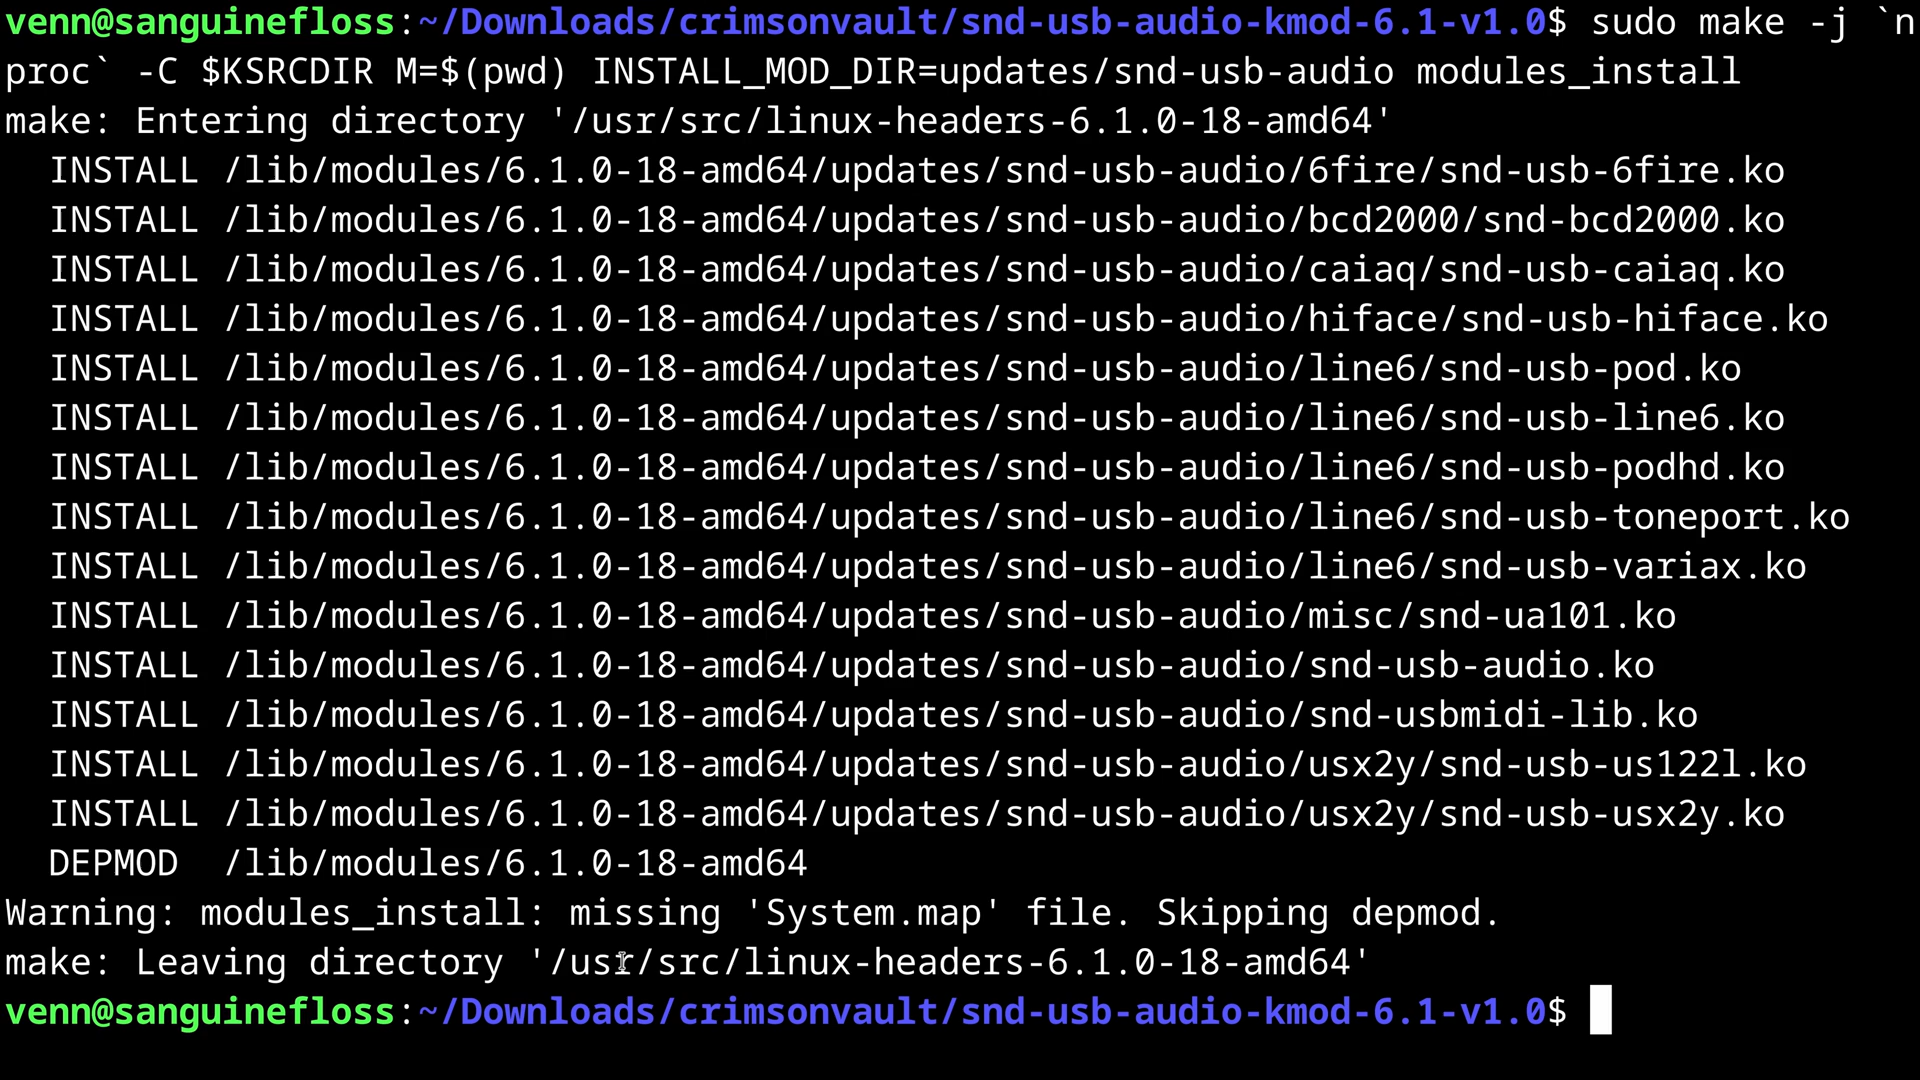 venn@sanguinefloss:~/Downloads/crimsonvault/snd-usb-audio-kmod-6.1-v1.0$ sudo make -j `n
proc` -C $KSRCDIR M=$(pwd) INSTALL_MOD_DIR=updates/snd-usb-audio modules_install
make: Entering directory '/usr/src/linux-headers-6.1.0-18-amd64'
  INSTALL /lib/modules/6.1.0-18-amd64/updates/snd-usb-audio/6fire/snd-usb-6fire.ko
  INSTALL /lib/modules/6.1.0-18-amd64/updates/snd-usb-audio/bcd2000/snd-bcd2000.ko
  INSTALL /lib/modules/6.1.0-18-amd64/updates/snd-usb-audio/caiaq/snd-usb-caiaq.ko
  INSTALL /lib/modules/6.1.0-18-amd64/updates/snd-usb-audio/hiface/snd-usb-hiface.ko
  INSTALL /lib/modules/6.1.0-18-amd64/updates/snd-usb-audio/line6/snd-usb-pod.ko
  INSTALL /lib/modules/6.1.0-18-amd64/updates/snd-usb-audio/line6/snd-usb-line6.ko
  INSTALL /lib/modules/6.1.0-18-amd64/updates/snd-usb-audio/line6/snd-usb-podhd.ko
  INSTALL /lib/modules/6.1.0-18-amd64/updates/snd-usb-audio/line6/snd-usb-toneport.ko
  INSTALL /lib/modules/6.1.0-18-amd64/updates/snd-usb-audio/line6/snd-usb-variax.ko
  INSTALL /lib/modules/6.1.0-18-amd64/updates/snd-usb-audio/misc/snd-ua101.ko
  INSTALL /lib/modules/6.1.0-18-amd64/updates/snd-usb-audio/snd-usb-audio.ko
  INSTALL /lib/modules/6.1.0-18-amd64/updates/snd-usb-audio/snd-usbmidi-lib.ko
  INSTALL /lib/modules/6.1.0-18-amd64/updates/snd-usb-audio/usx2y/snd-usb-us122l.ko
  INSTALL /lib/modules/6.1.0-18-amd64/updates/snd-usb-audio/usx2y/snd-usb-usx2y.ko
  DEPMOD  /lib/modules/6.1.0-18-amd64
Warning: modules_install: missing 'System.map' file. Skipping depmod.
make: Leaving directory '/usr/src/linux-headers-6.1.0-18-amd64'
venn@sanguinefloss:~/Downloads/crimsonvault/snd-usb-audio-kmod-6.1-v1.0$